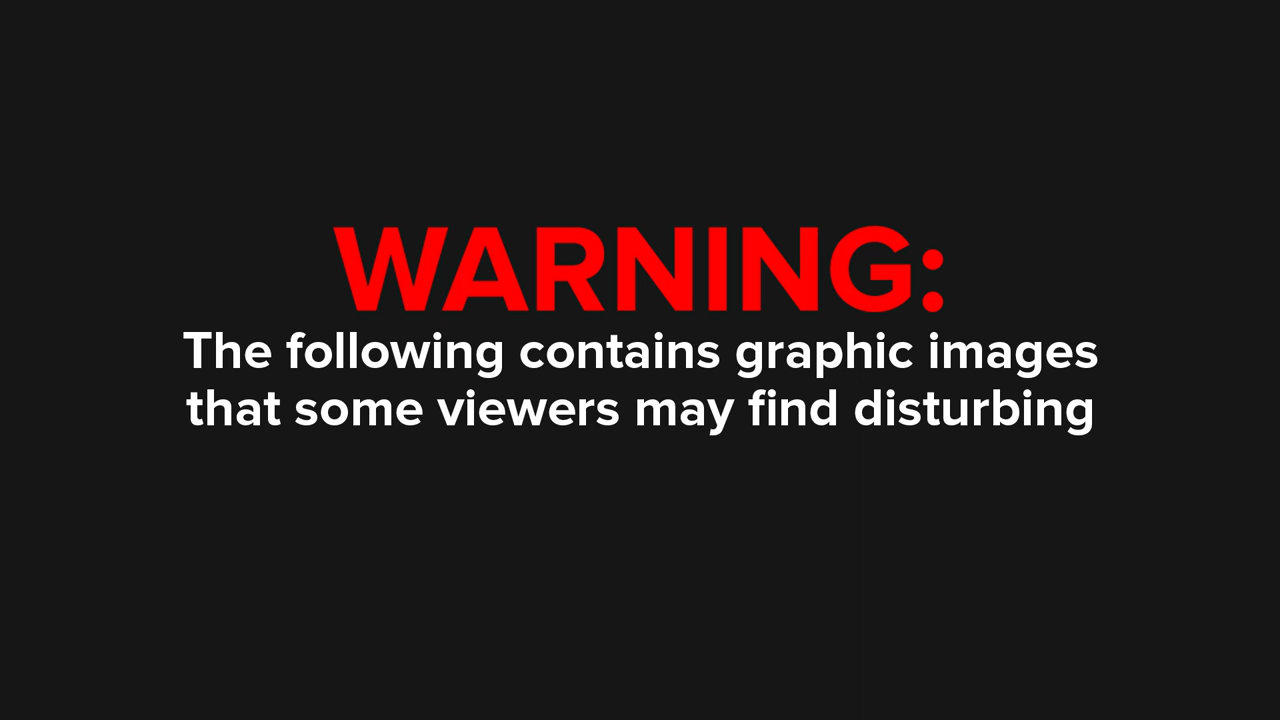 WARNING:
The following contains graphic images
that some viewers may find disturbing